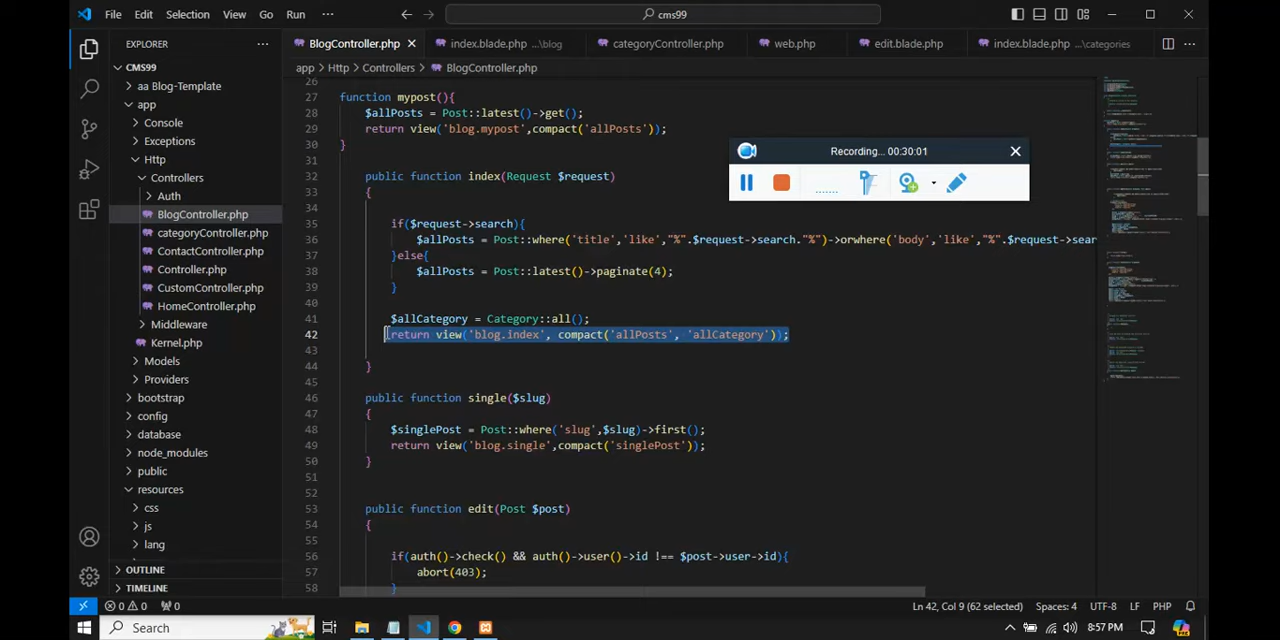 File Edit Selection View Go Run ··· cms99
EXPLORER ···
BlogController.php
index.blade.php ...\blog
categoryController.php
web.php
edit.blade.php
index.blade.php ...\categories
app > Http > Controllers > BlogController.php
CMS99
aa Blog-Template
app
Console
Exceptions
Http
Controllers
Auth
BlogController.php
categoryController.php
ContactController.php
Controller.php
CustomController.php
HomeController.php
Middleware
Kernel.php
Models
Providers
bootstrap
config
database
node_modules
public
resources
css
js
lang
OUTLINE
TIMELINE
26
27 function mypost(){
28 $allPosts = Post::latest()->get();
29 return view('blog.mypost',compact('allPosts'));
30 }
31
32 public function index(Request $request)
33 {
34
35 if($request->search){
36 $allPosts = Post::where('title','like',"%".$request->search."%")->orwhere('body','like',"%".$request->sear
37 }else{
38 $allPosts = Post::latest()->paginate(4);
39 }
40
41 $allCategory = Category::all();
42 return view('blog.index', compact('allPosts', 'allCategory'));
43
44 }
45
46 public function single($slug)
47 {
48 $singlePost = Post::where('slug',$slug)->first();
49 return view('blog.single',compact('singlePost'));
50 }
51
52
53 public function edit(Post $post)
54 {
55
56 if(auth()->check() && auth()->user()->id !== $post->user->id){
57 abort(403);
58 }
Recording... 00:30:01
0 0 0 Ln 42, Col 9 (62 selected) Spaces: 4 UTF-8 LF PHP
Search 8:57 PM